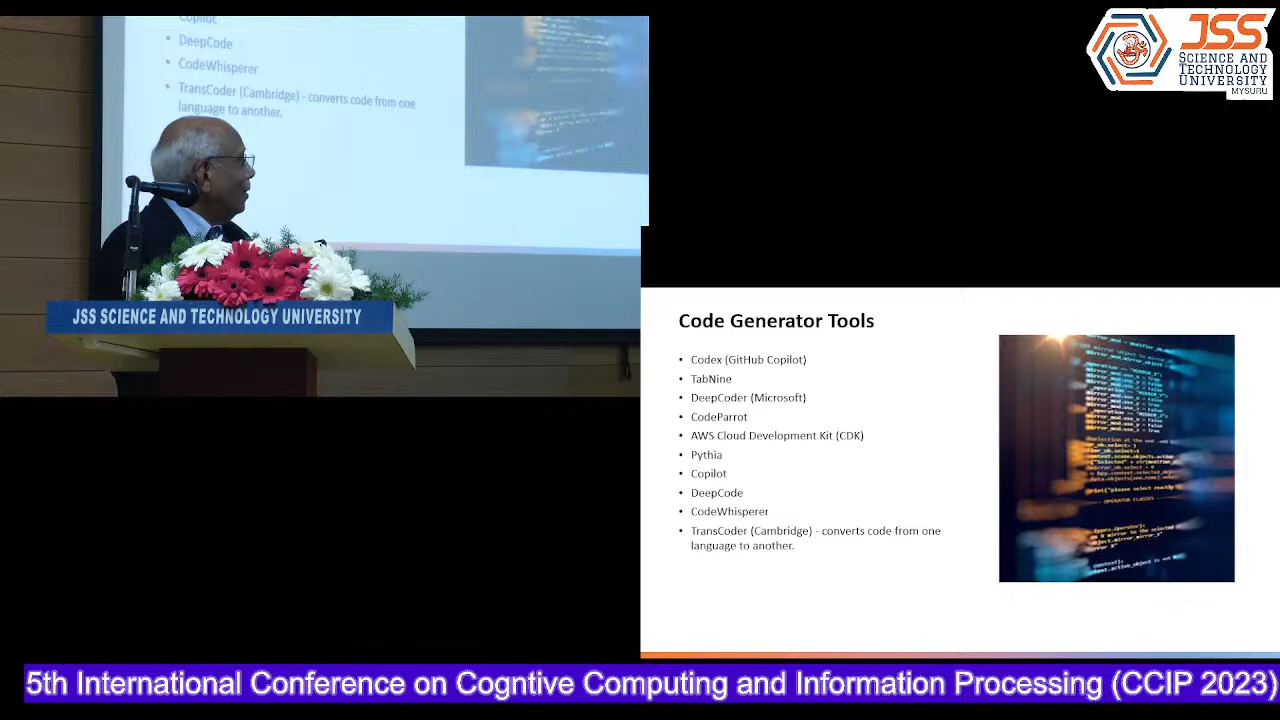 Copilot
• DeepCode
• CodeWhisperer
• TransCoder (Cambridge) - converts code from one
language to another.
JSS SCIENCE AND TECHNOLOGY UNIVERSITY
JSS
SCIENCE AND
TECHNOLOGY
UNIVERSITY
MYSURU
Code Generator Tools
• Codex (GitHub Copilot)
• TabNine
• DeepCoder (Microsoft)
• CodeParrot
• AWS Cloud Development Kit (CDK)
• Pythia
• Copilot
• DeepCode
• CodeWhisperer
• TransCoder (Cambridge) - converts code from one
language to another.
5th International Conference on Cogntive Computing and Information Processing (CCIP 2023)